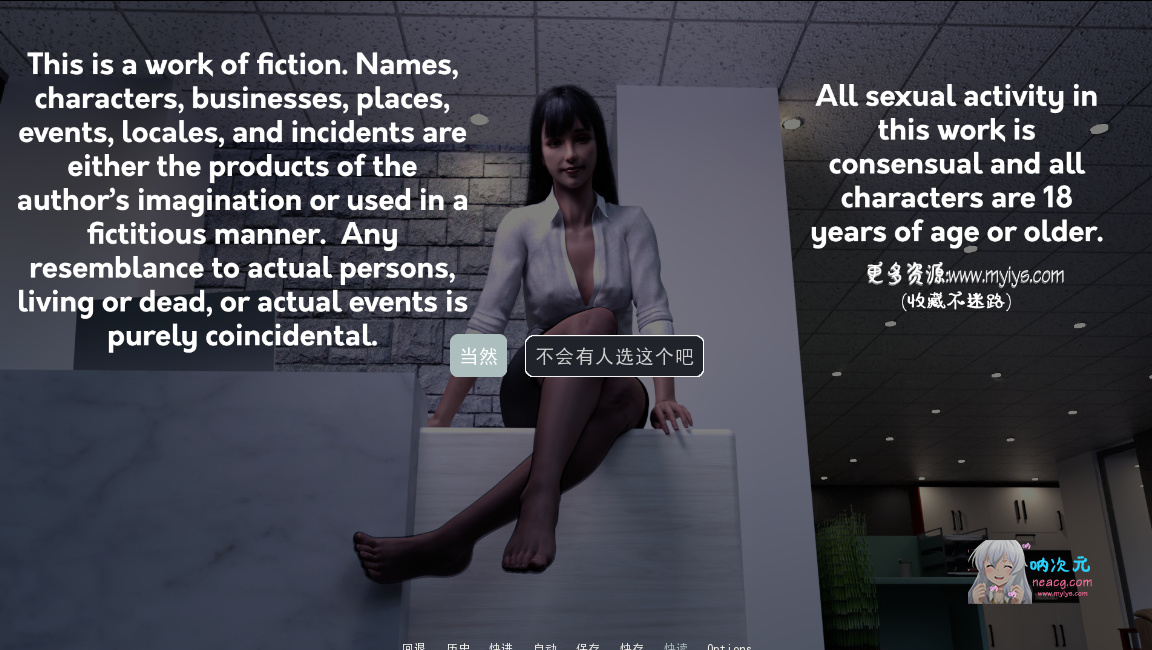 This is a work of fiction. Names,
characters, businesses, places,
events, locales, and incidents are
either the products of the
author's imagination or used in a
fictitious manner.  Any
resemblance to actual persons,
living or dead, or actual events is
purely coincidental.
All sexual activity in
this work is
consensual and all
characters are 18
years of age or older.
更多资源:www.myiys.com
(收藏不迷路)
当然
不会有人选这个吧
呐次元
neacg.com
www.myiys.com
回退 历史 快进 自动 保存 快存 快读 Options